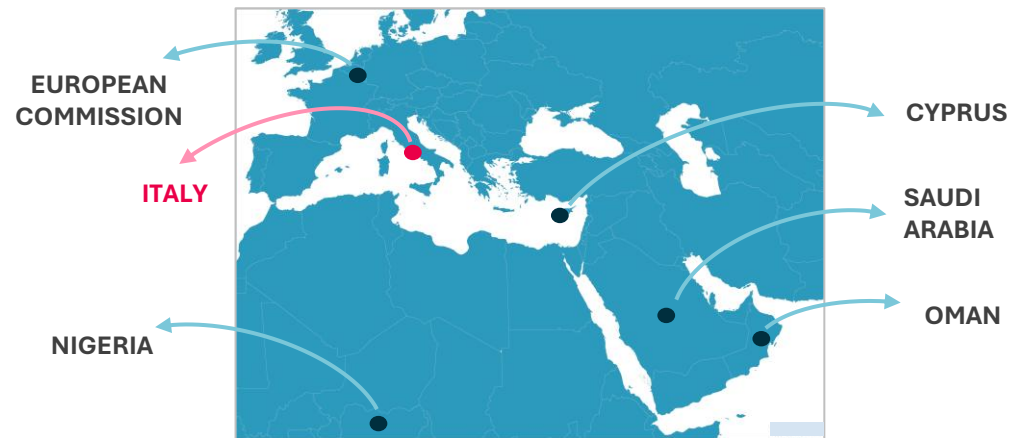 EUROPEAN
COMMISSION
ITALY
NIGERIA
CYPRUS
SAUDI
ARABIA
OMAN